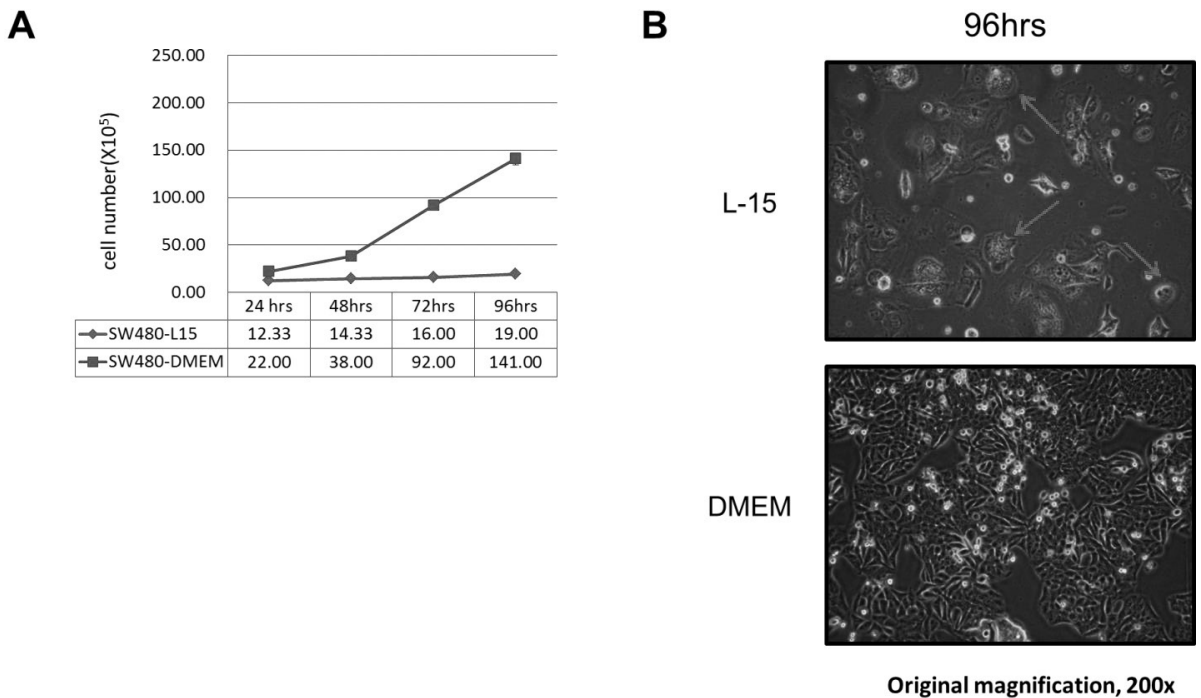 A
250.00
200.00
150.00
100.00
50.00
0.00
cell number(X10⁵)
24 hrs 48hrs 72hrs 96hrs
SW480-L15 12.33 14.33 16.00 19.00
SW480-DMEM 22.00 38.00 92.00 141.00
B
96hrs
L-15
DMEM
Original magnification, 200x